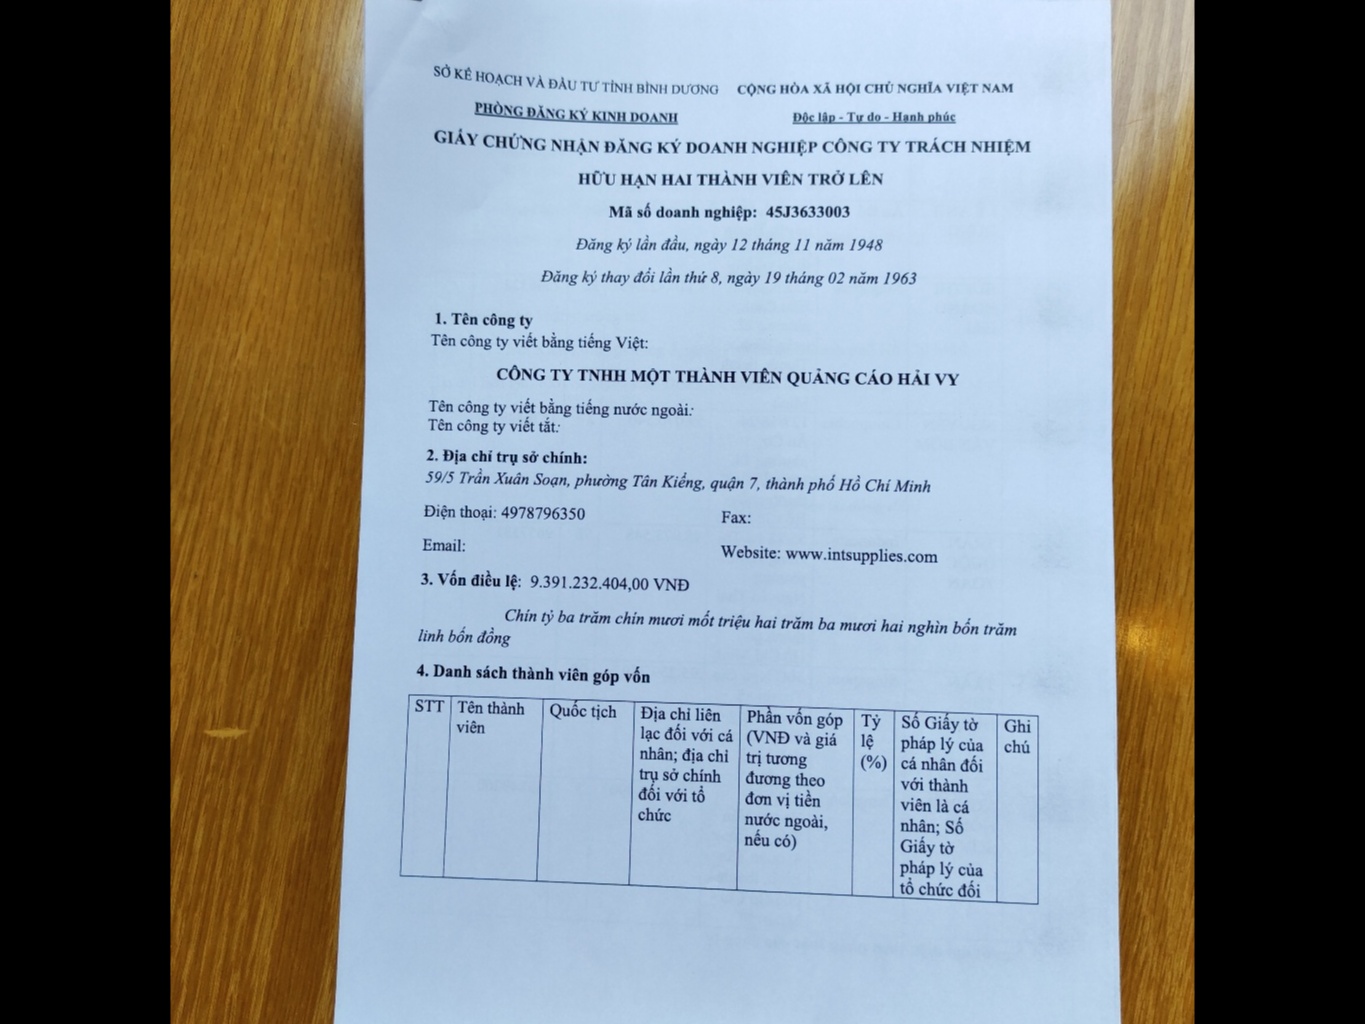 SỞ KẾ HOẠCH VÀ ĐẦU TƯ TỈNH BÌNH DƯƠNG CỘNG HÒA XÃ HỘI CHỦ NGHĨA VIỆT NAM
PHÒNG ĐĂNG KÝ KINH DOANH Độc lập - Tự do - Hạnh phúc
GIẤY CHỨNG NHẬN ĐĂNG KÝ DOANH NGHIỆP CÔNG TY TRÁCH NHIỆM
HỮU HẠN HAI THÀNH VIÊN TRỞ LÊN
Mã số doanh nghiệp: 45J3633003
Đăng ký lần đầu, ngày 12 tháng 11 năm 1948
Đăng ký thay đổi lần thứ 8, ngày 19 tháng 02 năm 1963
1. Tên công ty
Tên công ty viết bằng tiếng Việt:
CÔNG TY TNHH MỘT THÀNH VIÊN QUẢNG CÁO HẢI VY
Tên công ty viết bằng tiếng nước ngoài:
Tên công ty viết tắt:
2. Địa chỉ trụ sở chính:
59/5 Trần Xuân Soạn, phường Tân Kiểng, quận 7, thành phố Hồ Chí Minh
Điện thoại: 4978796350 Fax:
Email: Website: www.intsupplies.com
3. Vốn điều lệ: 9.391.232.404,00 VNĐ
Chín tỷ ba trăm chín mươi mốt triệu hai trăm ba mươi hai nghìn bốn trăm
linh bốn đồng
4. Danh sách thành viên góp vốn
STT
Tên thành
viên
Quốc tịch
Địa chỉ liên
lạc đối với cá
nhân; địa chỉ
trụ sở chính
đối với tổ
chức
Phần vốn góp
(VNĐ và giá
trị tương
đương theo
đơn vị tiền
nước ngoài,
nếu có)
Tỷ
lệ
(%)
Số Giấy tờ
pháp lý của
cá nhân đối
với thành
viên là cá
nhân; Số
Giấy tờ
pháp lý của
tổ chức đối
Ghi
chú